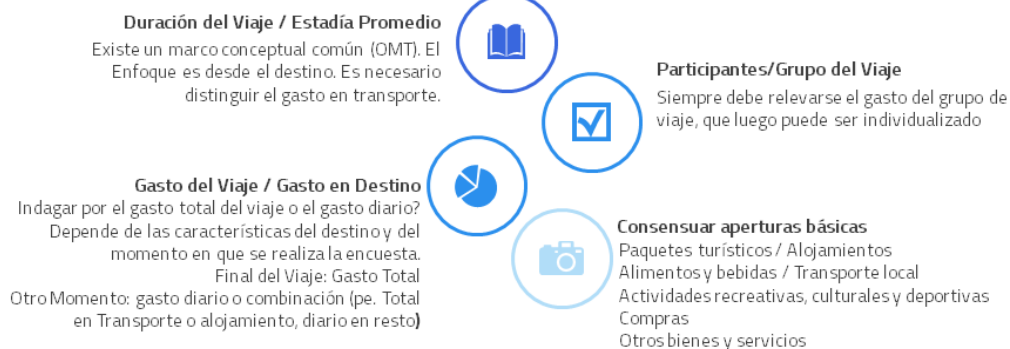 Duración del Viaje / Estadía Promedio
Existe un marco conceptual común (OMT). El
Enfoque es desde el destino. Es necesario
distinguir el gasto en transporte.
Participantes/Grupo del Viaje
Siempre debe relevarse el gasto del grupo de
viaje, que luego puede ser individualizado
Gasto del Viaje / Gasto en Destino
Indagar por el gasto total del viaje o el gasto diario?
Depende de las características del destino y del
momento en que se realiza la encuesta.
Final del Viaje: Gasto Total
Otro Momento: gasto diario o combinación (pe. Total
en Transporte o alojamiento, diario en resto)
Consensuar aperturas básicas
Paquetes turísticos / Alojamientos
Alimentos y bebidas / Transporte local
Actividades recreativas, culturales y deportivas
Compras
Otros bienes y servicios